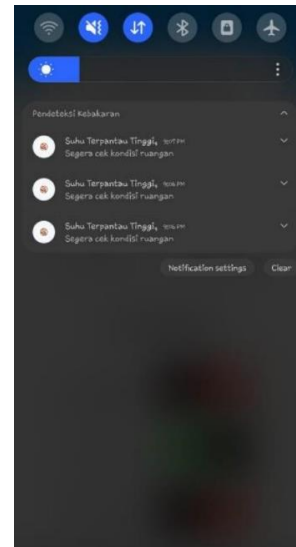 Pendeteksi Kebakaran
Suhu Terpantau Tinggi,
Segera cek kondisi ruangan
Suhu Terpantau Tinggi,
Segera cek kondisi ruangan
Suhu Terpantau Tinggi,
Segera cek kondisi ruangan
Notification settings Clear